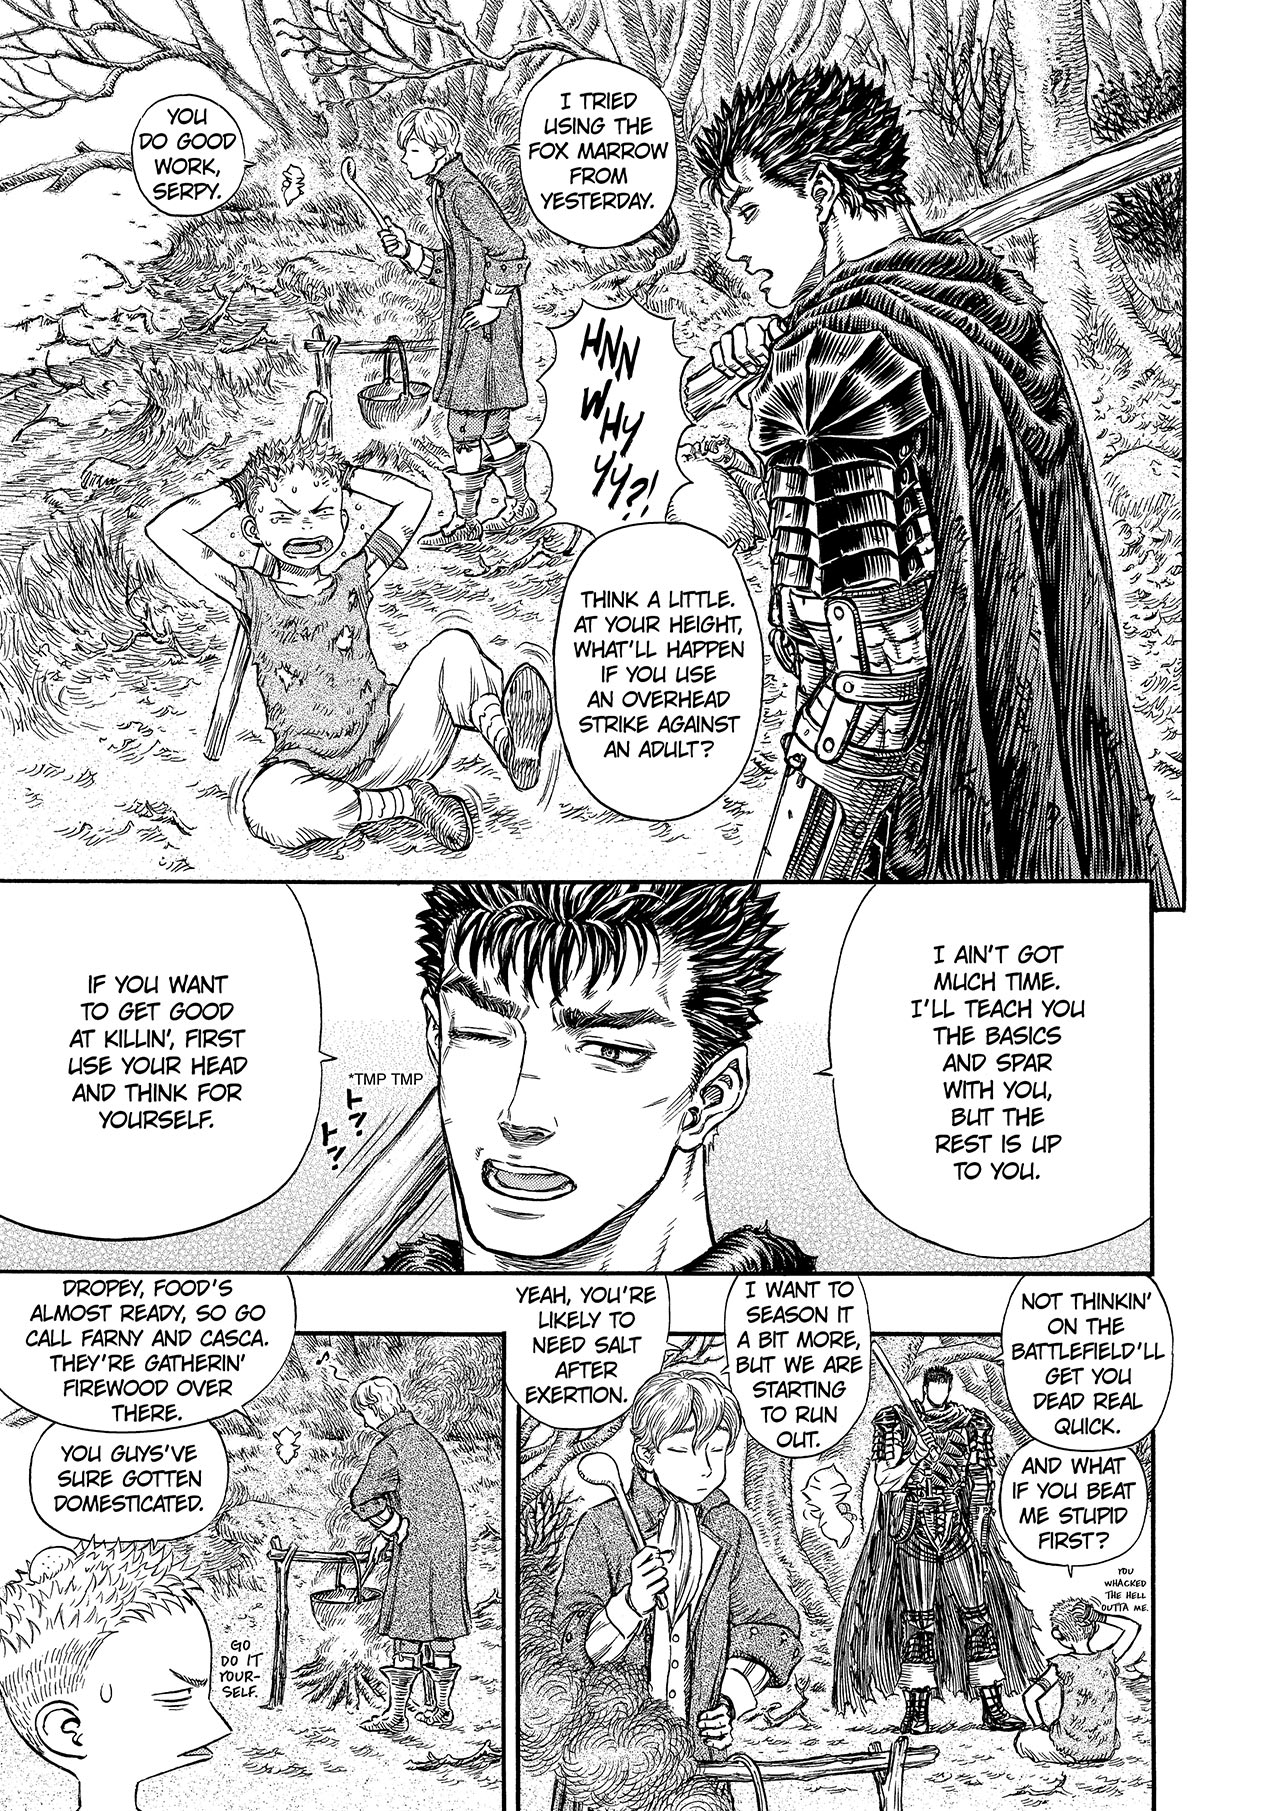 I TRIED
USING THE
FOX MARROW
FROM
YESTERDAY.
YOU
DO GOOD
WORK,
SERPY.
HNN
WHY
YY?!
THINK A LITTLE.
AT YOUR HEIGHT,
WHAT'LL HAPPEN
IF YOU USE
AN OVERHEAD
STRIKE AGAINST
AN ADULT?
I AIN'T GOT
MUCH TIME.
I'LL TEACH YOU
THE BASICS
AND SPAR
WITH YOU,
BUT THE
REST IS UP
TO YOU.
*TMP TMP
トッ
トッ
IF YOU WANT
TO GET GOOD
AT KILLIN', FIRST
USE YOUR HEAD
AND THINK FOR
YOURSELF.
NOT THINKIN'
ON THE
BATTLEFIELD'LL
GET YOU
DEAD REAL
QUICK.
AND WHAT
IF YOU BEAT
ME STUPID
FIRST?
YOU
WHACKED
THE HELL
OUTTA ME.
I WANT TO
SEASON IT
A BIT MORE,
BUT WE ARE
STARTING
TO RUN
OUT.
YEAH, YOU'RE
LIKELY TO
NEED SALT
AFTER
EXERTION.
DROPEY, FOOD'S
ALMOST READY, SO GO
CALL FARNY AND CASCA.
THEY'RE GATHERIN'
FIREWOOD OVER
THERE.
YOU GUYS'VE
SURE GOTTEN
DOMESTICATED.
GO
DO IT
YOUR-
SELF.